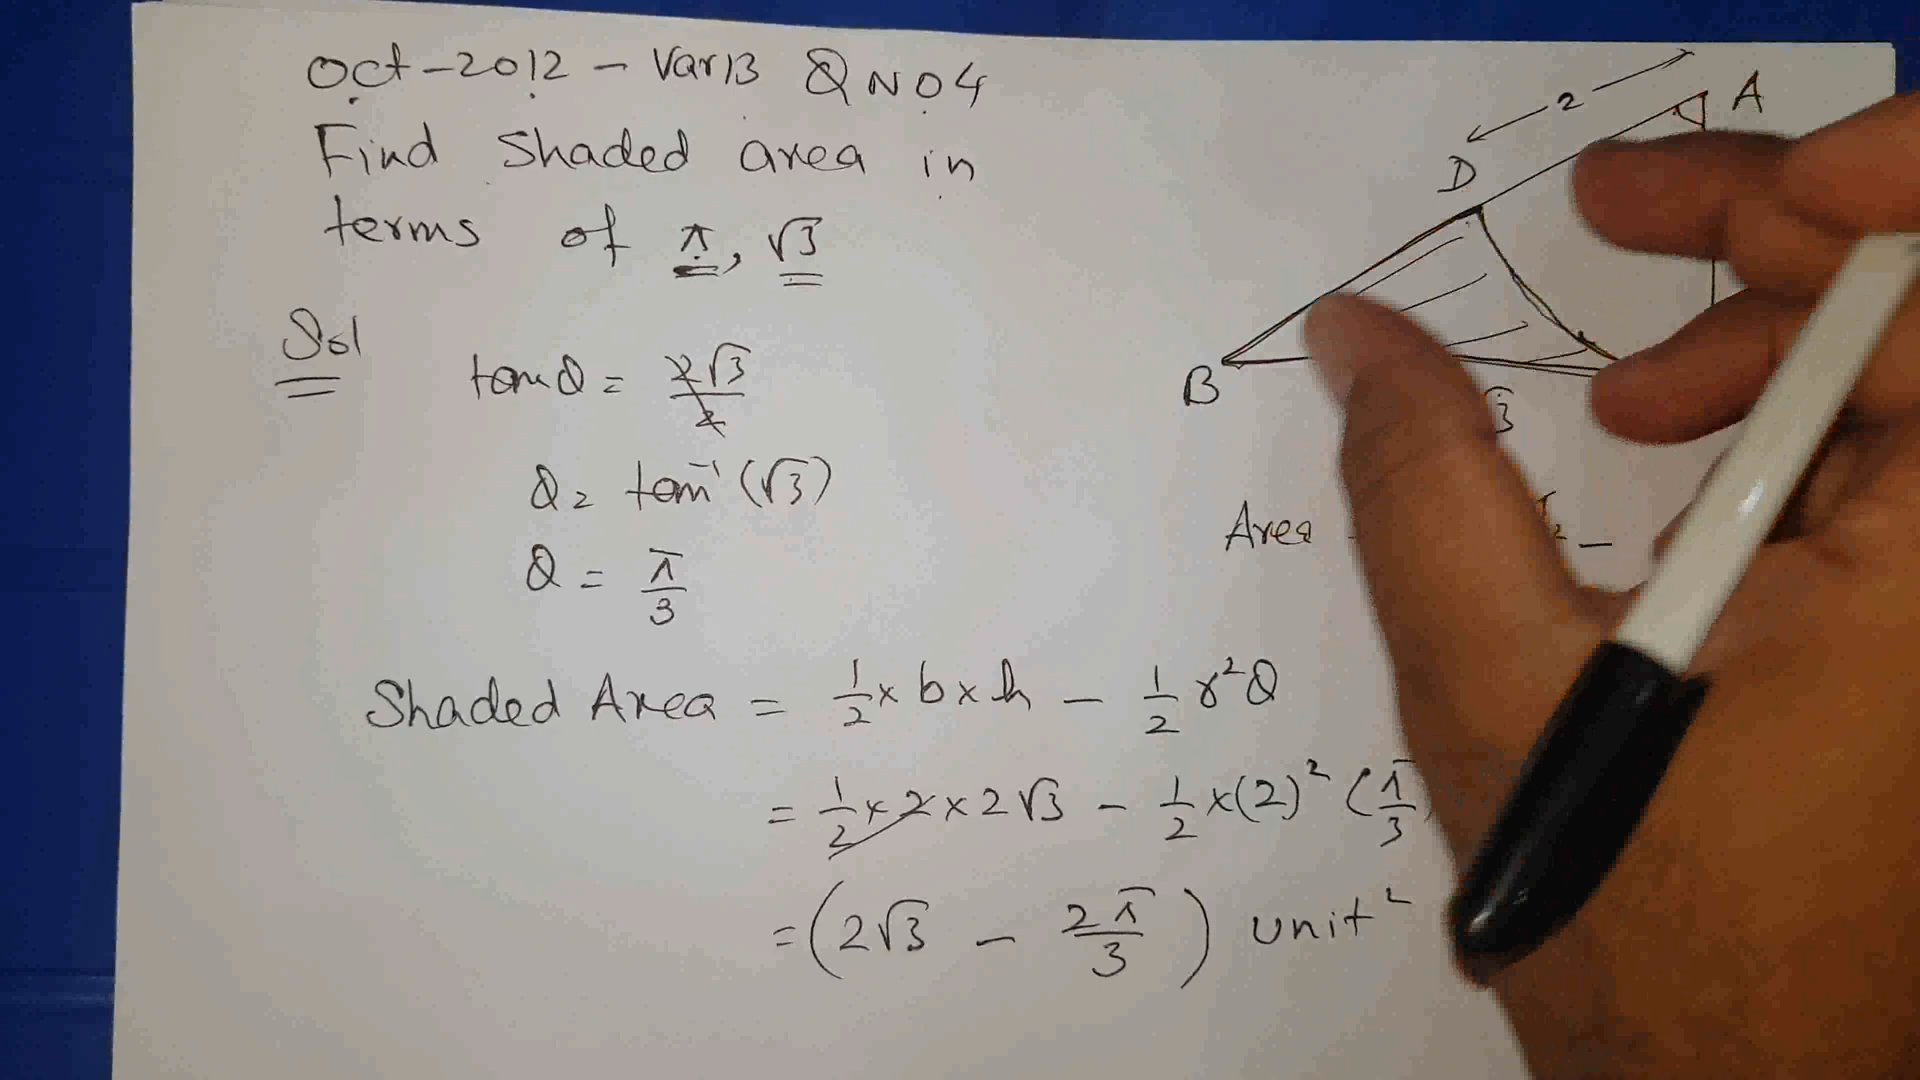 Oct-2012 - Var13 QNO4
Find Shaded area in
terms of π, √3
Sol
tanθ = 2√3/2
θ = tan⁻¹(√3)
θ = π/3
Shaded Area = 1/2 × b × h - 1/2 r²θ
= 1/2 × 2 × 2√3 - 1/2 × (2)² (π/3
= (2√3 - 2π/3) unit²
2
A
D
B
√3
Area